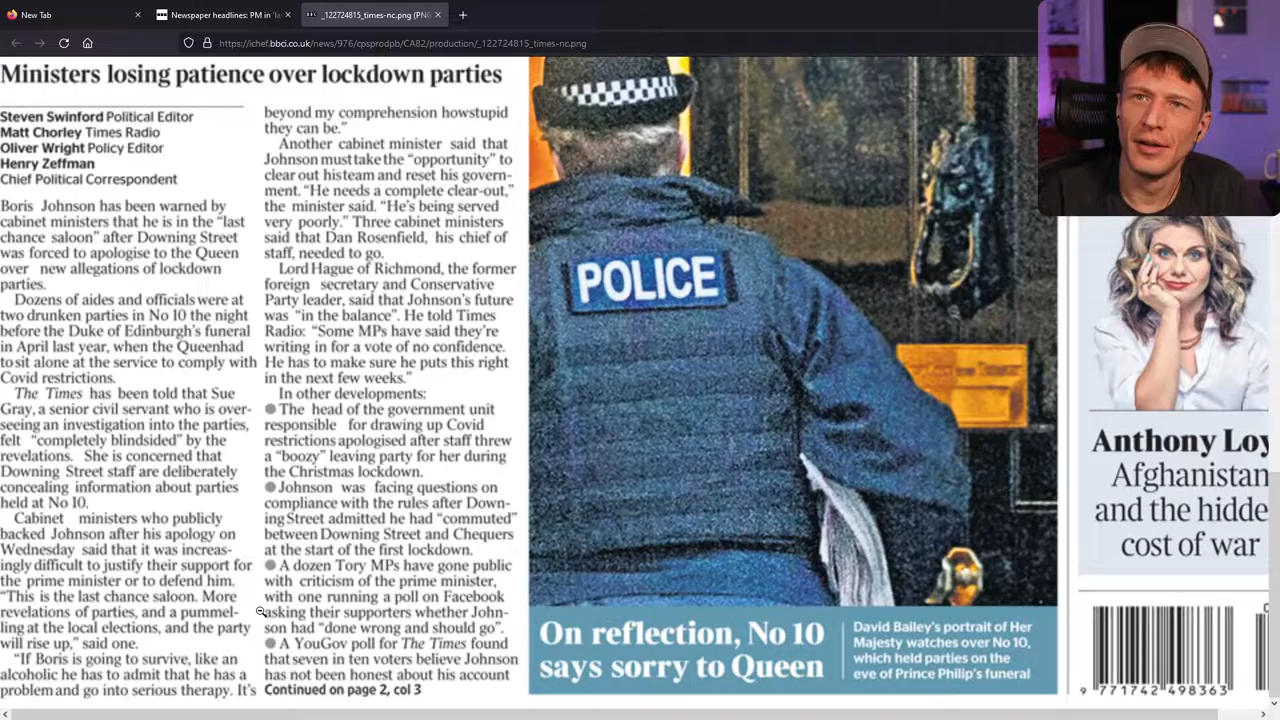 New Tab
Newspaper headlines: PM in 'la
_122724815_times-nc.png (PNG
https://ichef.bbci.co.uk/news/976/cpsprodpb/CA82/production/_122724815_times-nc.png
Ministers losing patience over lockdown parties
Steven Swinford Political Editor
Matt Chorley Times Radio
Oliver Wright Policy Editor
Henry Zeffman
Chief Political Correspondent
Boris Johnson has been warned by
cabinet ministers that he is in the “last
chance saloon” after Downing Street
was forced to apologise to the Queen
over new allegations of lockdown
parties.
Dozens of aides and officials were at
two drunken parties in No 10 the night
before the Duke of Edinburgh's funeral
in April last year, when the Queenhad
to sit alone at the service to comply with
Covid restrictions.
The Times has been told that Sue
Gray, a senior civil servant who is over-
seeing an investigation into the parties,
felt “completely blindsided” by the
revelations. She is concerned that
Downing Street staff are deliberately
concealing information about parties
held at No 10.
Cabinet ministers who publicly
backed Johnson after his apology on
Wednesday said that it was increas-
ingly difficult to justify their support for
the prime minister or to defend him.
“This is the last chance saloon. More
revelations of parties, and a pummel-
ling at the local elections, and the party
will rise up,” said one.
“If Boris is going to survive, like an
alcoholic he has to admit that he has a
problem and go into serious therapy. It's
beyond my comprehension howstupid
they can be.”
Another cabinet minister said that
Johnson must take the “opportunity” to
clear out his team and reset his govern-
ment. “He needs a complete clear-out,”
the minister said. “He's being served
very poorly.” Three cabinet ministers
said that Dan Rosenfield, his chief of
staff, needed to go.
Lord Hague of Richmond, the former
foreign secretary and Conservative
Party leader, said that Johnson's future
was “in the balance”. He told Times
Radio: “Some MPs have said they're
writing in for a vote of no confidence.
He has to make sure he puts this right
in the next few weeks.”
In other developments:
● The head of the government unit
responsible for drawing up Covid
restrictions apologised after staff threw
a “boozy” leaving party for her during
the Christmas lockdown.
● Johnson was facing questions on
compliance with the rules after Down-
ing Street admitted he had “commuted”
between Downing Street and Chequers
at the start of the first lockdown.
● A dozen Tory MPs have gone public
with criticism of the prime minister,
with one running a poll on Facebook
asking their supporters whether John-
son had “done wrong and should go”.
● A YouGov poll for The Times found
that seven in ten voters believe Johnson
has not been honest about his account
Continued on page 2, col 3
POLICE
On reflection, No 10
says sorry to Queen
David Bailey's portrait of Her
Majesty watches over No 10,
which held parties on the
eve of Prince Philip's funeral
Anthony Loy
Afghanistan
and the hidde
cost of war
9 771742 498363